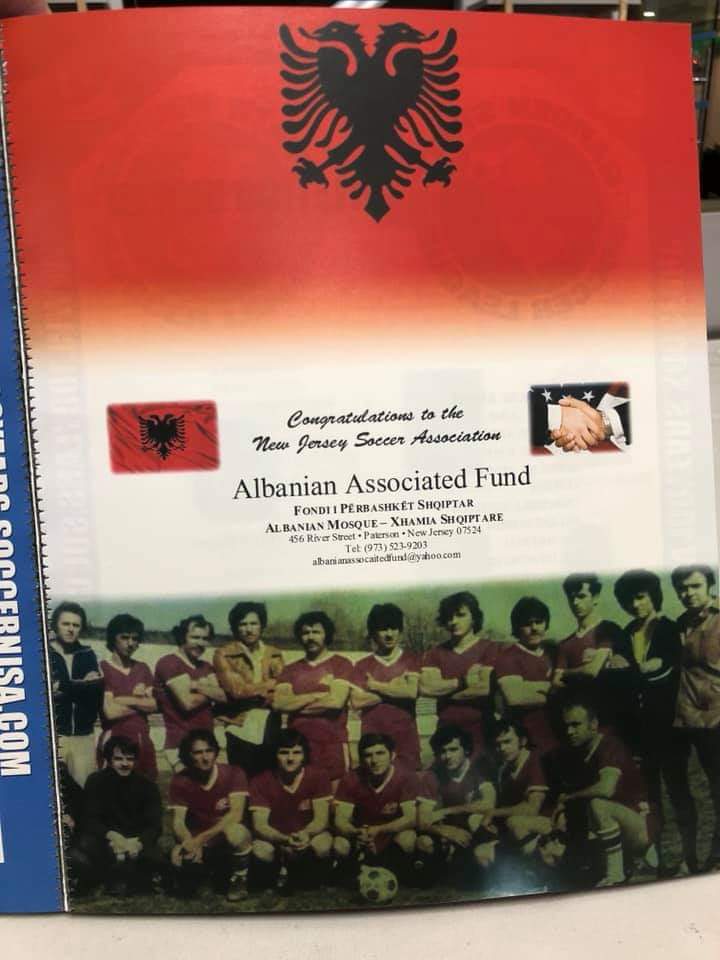 Congratulations to the
New Jersey Soccer Association
Albanian Associated Fund
FONDI I PËRBASHKËT SHQIPTAR
ALBANIAN MOSQUE – XHAMIA SHQIPTARE
456 River Street • Paterson • New Jersey 07524
Tel: (973) 523-9203
albanianassocaitedfund@yahoo.com
SOCCERNJSA.COM